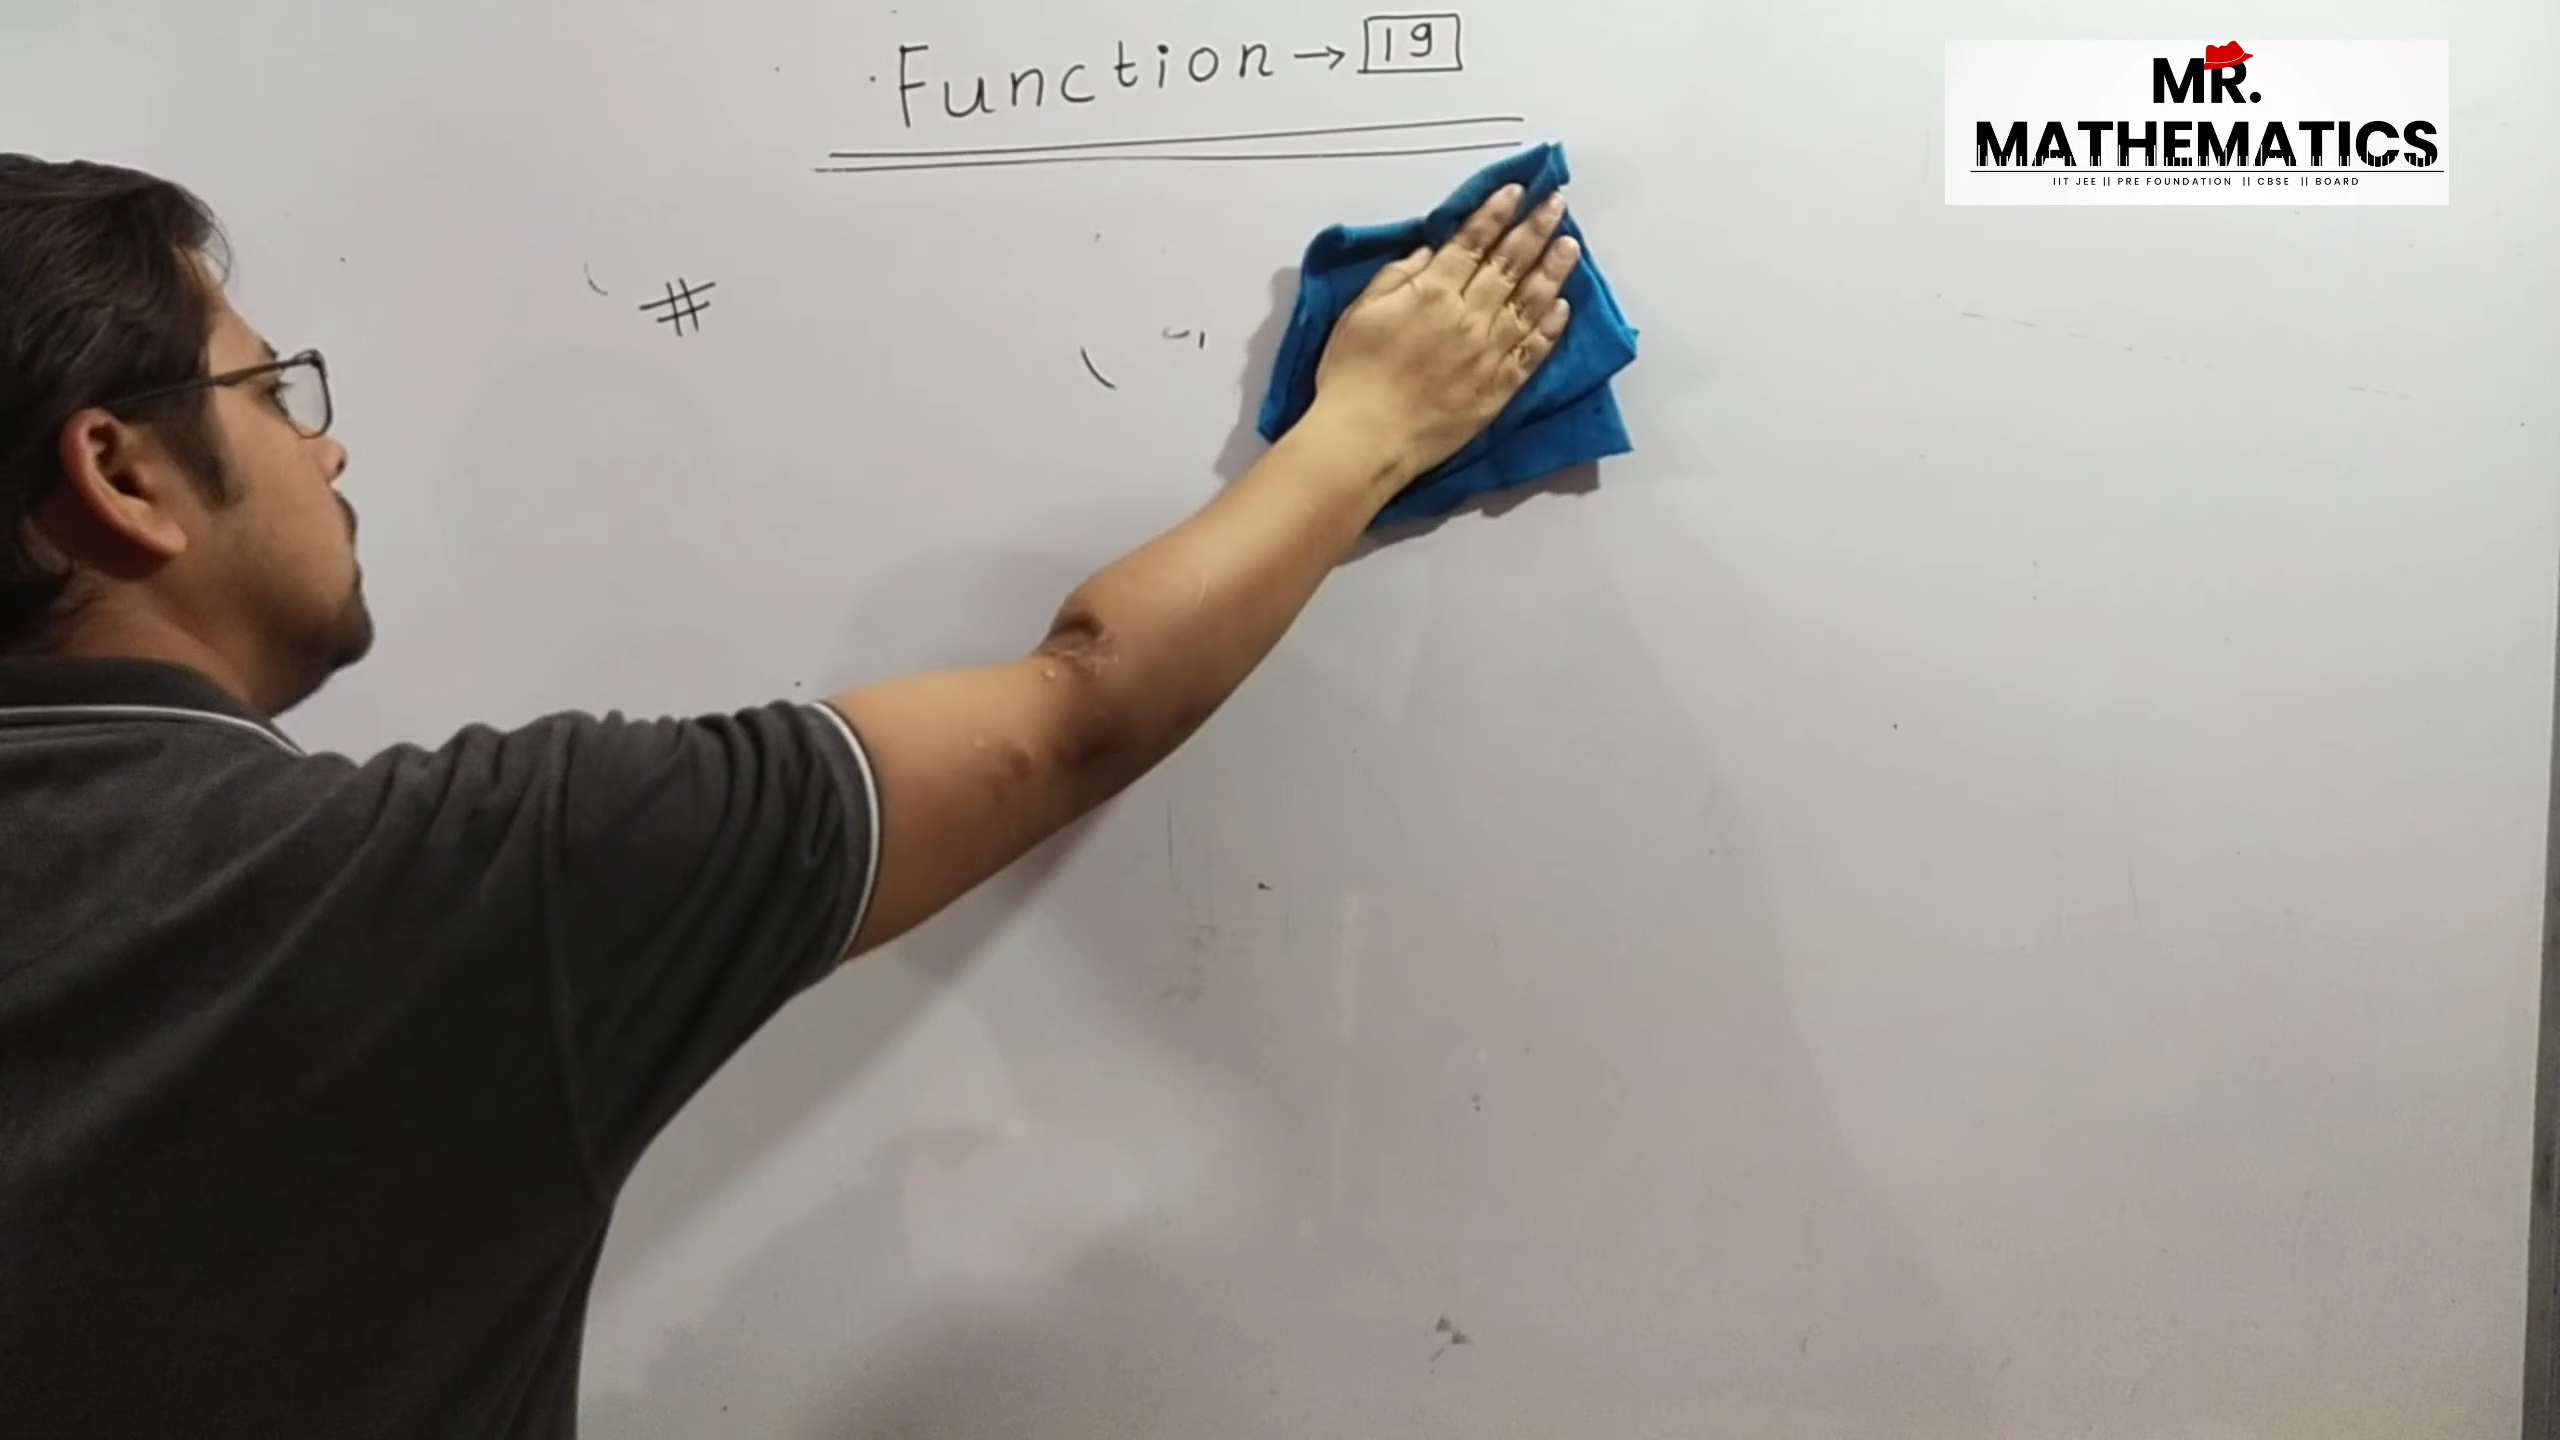 Function → 19
MR.
MATHEMATICS
IIT JEE || PRE FOUNDATION || CBSE || BOARD
#